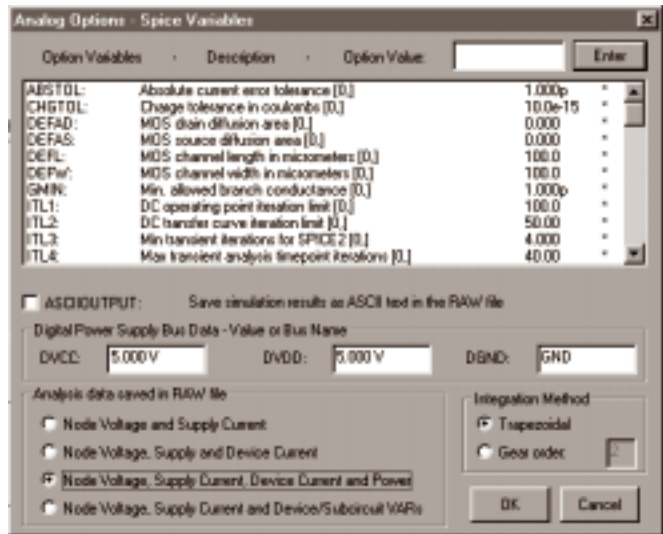 Analog Options - Spice Variables
Option Variables - Description - Option Value: Enter
ABSTOL: Absolute current error tolerance [0,] 1.000p *
CHGTOL: Charge tolerance in coulombs [0,] 10.0e-15 *
DEFAD: MOS drain diffusion area [0,] 0.000 *
DEFAS: MOS source diffusion area [0,] 0.000 *
DEFL: MOS channel length in micrometers [0,] 100.0 *
DEFW: MOS channel width in micrometers [0,] 100.0 *
GMIN: Min. allowed branch conductance [0,] 1.000p *
ITL1: DC operating point iteration limit [0,] 100.0 *
ITL2: DC transfer curve iteration limit [0,] 50.00 *
ITL3: Min transient iterations for SPICE2 [0,] 4.000 *
ITL4: Max transient analysis timepoint iterations [0,] 40.00 *
ASCIIOUTPUT: Save simulation results as ASCII text in the RAW file
Digital Power Supply Bus Data - Value or Bus Name
DVCC: 5.000 V DVDD: 5.000 V DGND: GND
Analysis data saved in RAW file
Node Voltage and Supply Current
Node Voltage, Supply and Device Current
Node Voltage, Supply Current, Device Current and Power
Node Voltage, Supply Current and Device/Subcircuit VARs
Integration Method
Trapezoidal
Gear order: 2
OK Cancel